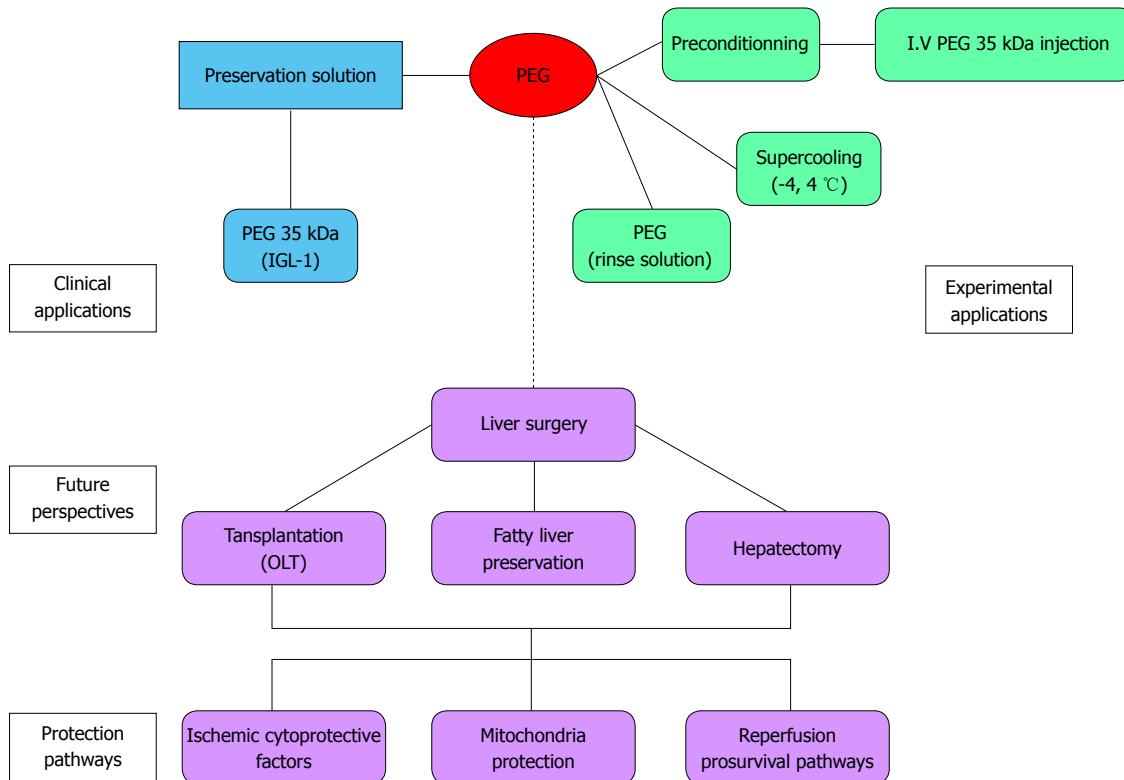 Preservation solution
PEG
Preconditionning
I.V PEG 35 kDa injection
Supercooling
(-4, 4 ℃)
PEG 35 kDa
(IGL-1)
PEG
(rinse solution)
Clinical
applications
Experimental
applications
Liver surgery
Future
perspectives
Tansplantation
(OLT)
Fatty liver
preservation
Hepatectomy
Protection
pathways
Ischemic cytoprotective
factors
Mitochondria
protection
Reperfusion
prosurvival pathways